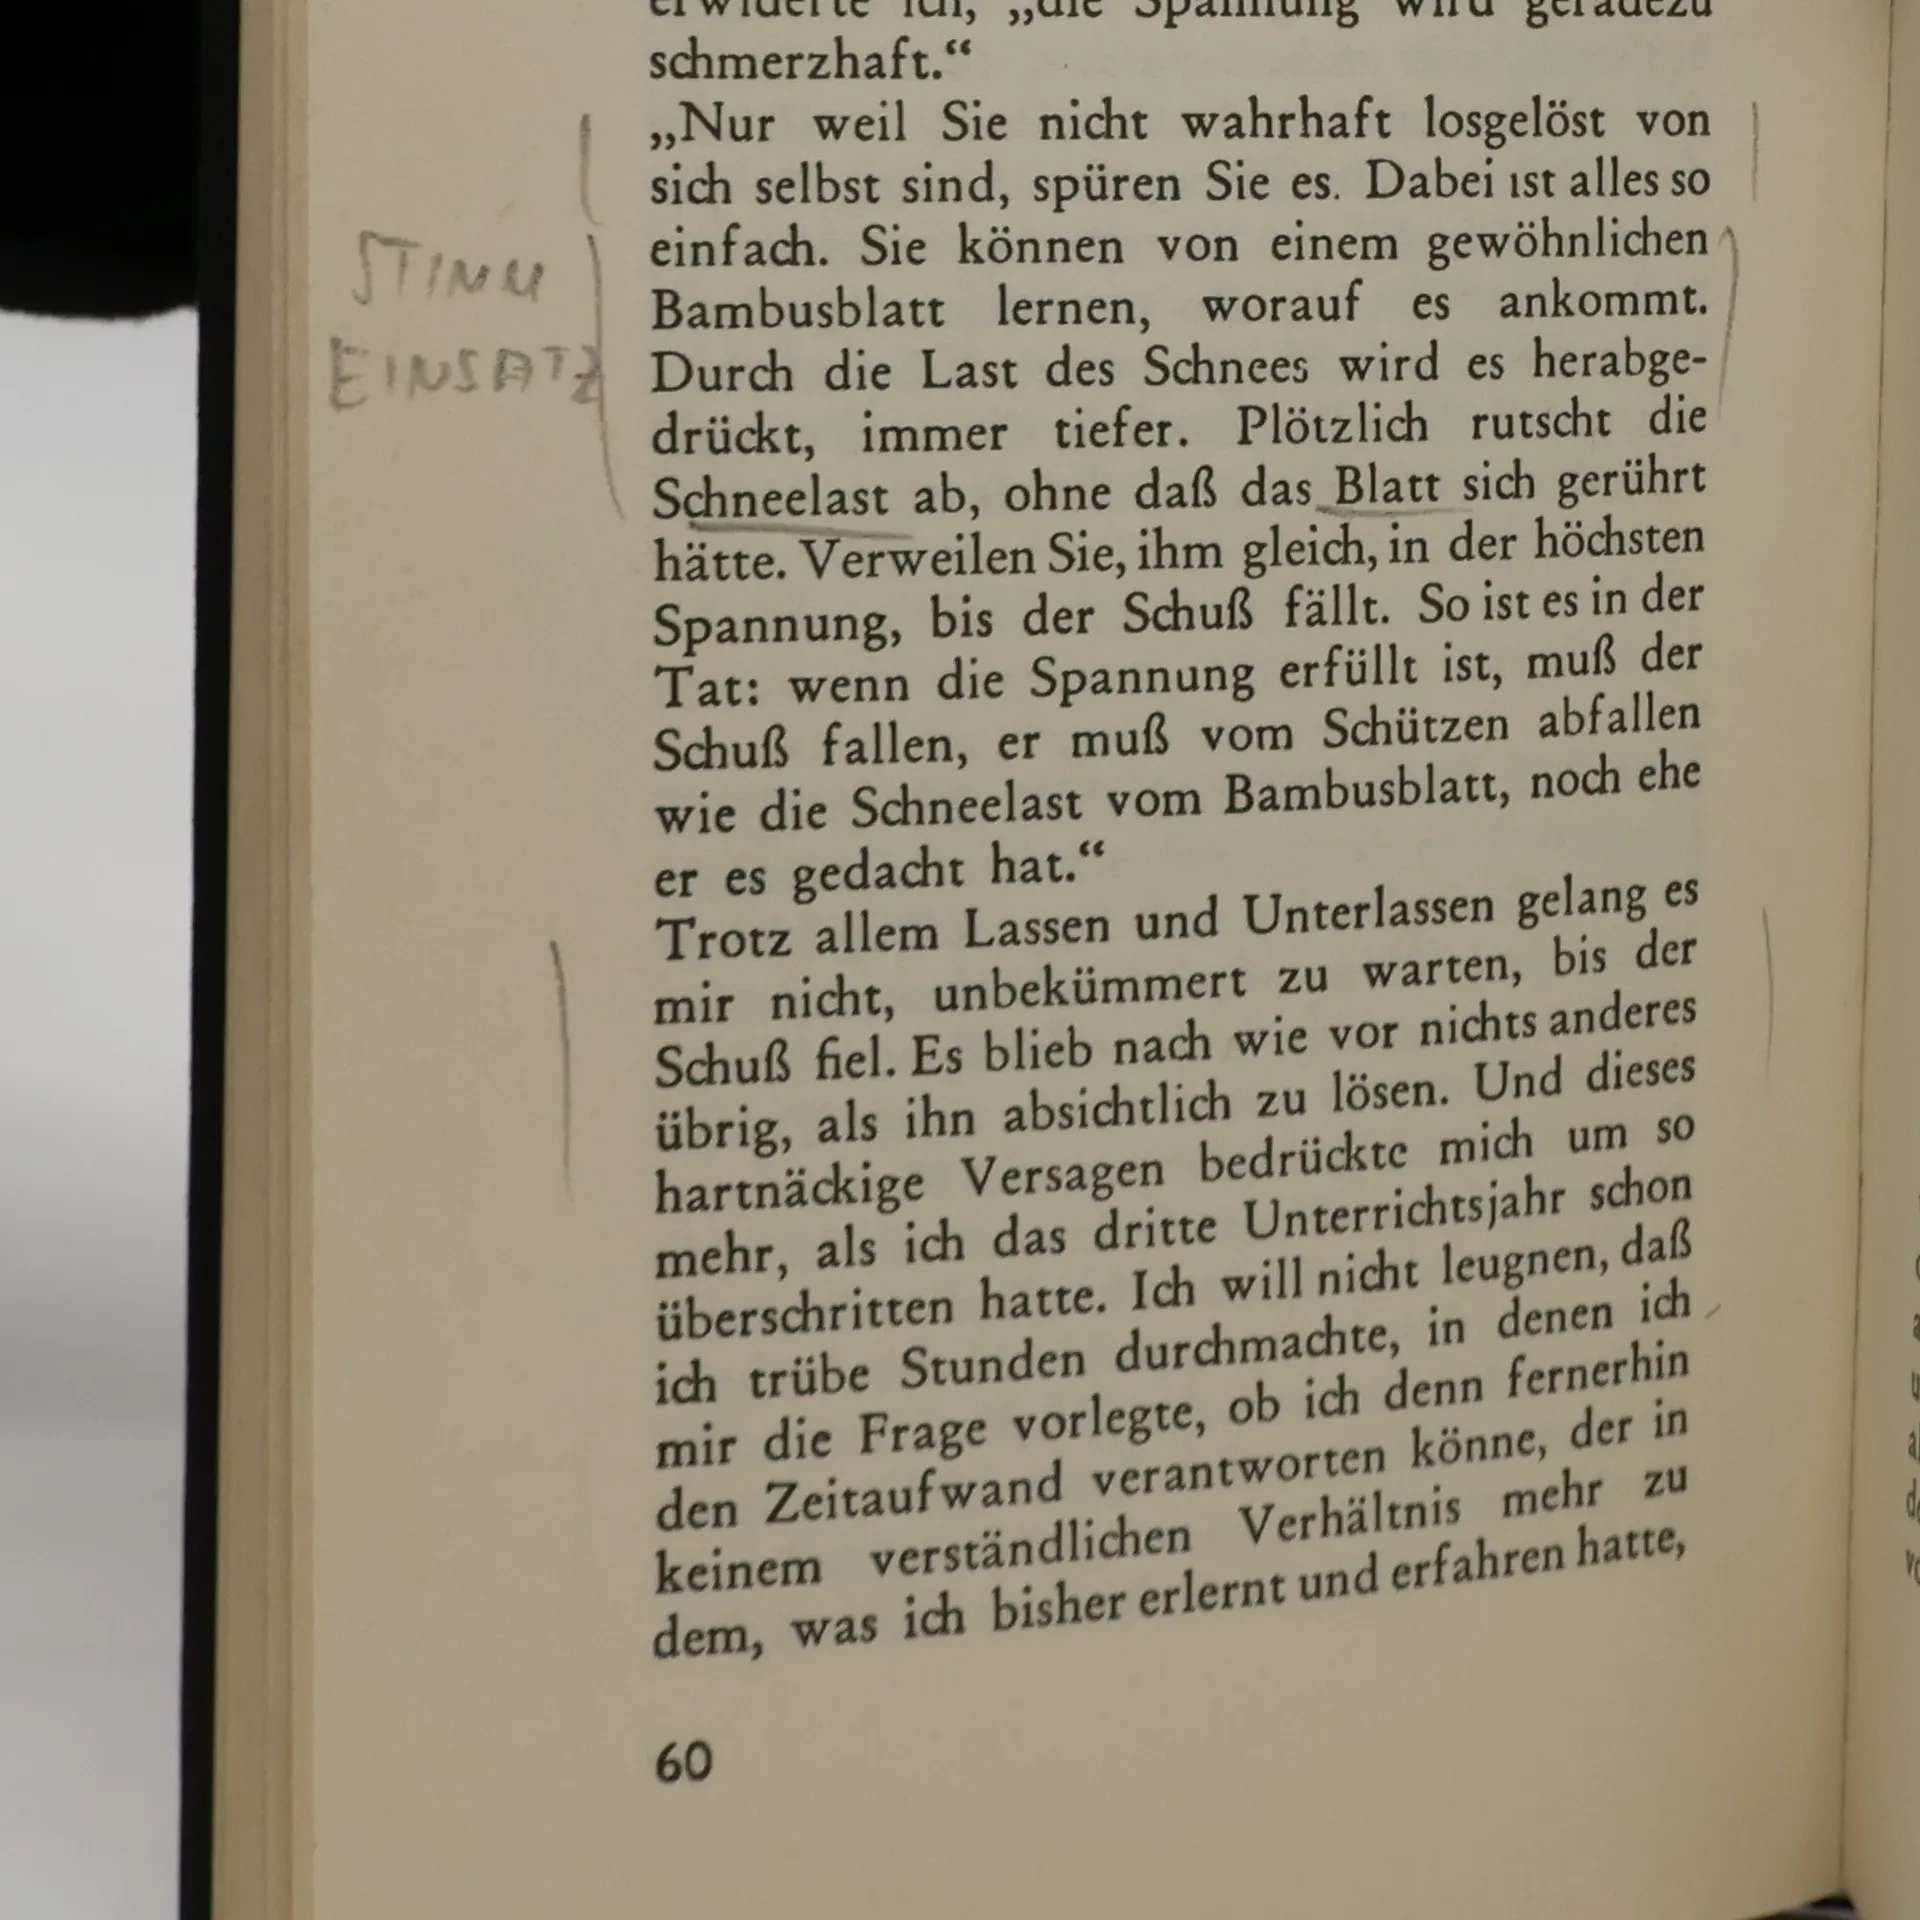 erwiderte ich, „die Spannung wird geradezu
schmerzhaft.“
„Nur weil Sie nicht wahrhaft losgelöst von
sich selbst sind, spüren Sie es. Dabei ist alles so
einfach. Sie können von einem gewöhnlichen
Bambusblatt lernen, worauf es ankommt.
Durch die Last des Schnees wird es herabge-
drückt, immer tiefer. Plötzlich rutscht die
Schneelast ab, ohne daß das Blatt sich gerührt
hätte. Verweilen Sie, ihm gleich, in der höchsten
Spannung, bis der Schuß fällt. So ist es in der
Tat: wenn die Spannung erfüllt ist, muß der
Schuß fallen, er muß vom Schützen abfallen
wie die Schneelast vom Bambusblatt, noch ehe
er es gedacht hat.“
Trotz allem Lassen und Unterlassen gelang es
mir nicht, unbekümmert zu warten, bis der
Schuß fiel. Es blieb nach wie vor nichts anderes
übrig, als ihn absichtlich zu lösen. Und dieses
hartnäckige Versagen bedrückte mich um so
mehr, als ich das dritte Unterrichtsjahr schon
überschritten hatte. Ich will nicht leugnen, daß
ich trübe Stunden durchmachte, in denen ich
mir die Frage vorlegte, ob ich denn fernerhin
den Zeitaufwand verantworten könne, der in
keinem verständlichen Verhältnis mehr zu
dem, was ich bisher erlernt und erfahren hatte,
60
STIMM
EINSATZ